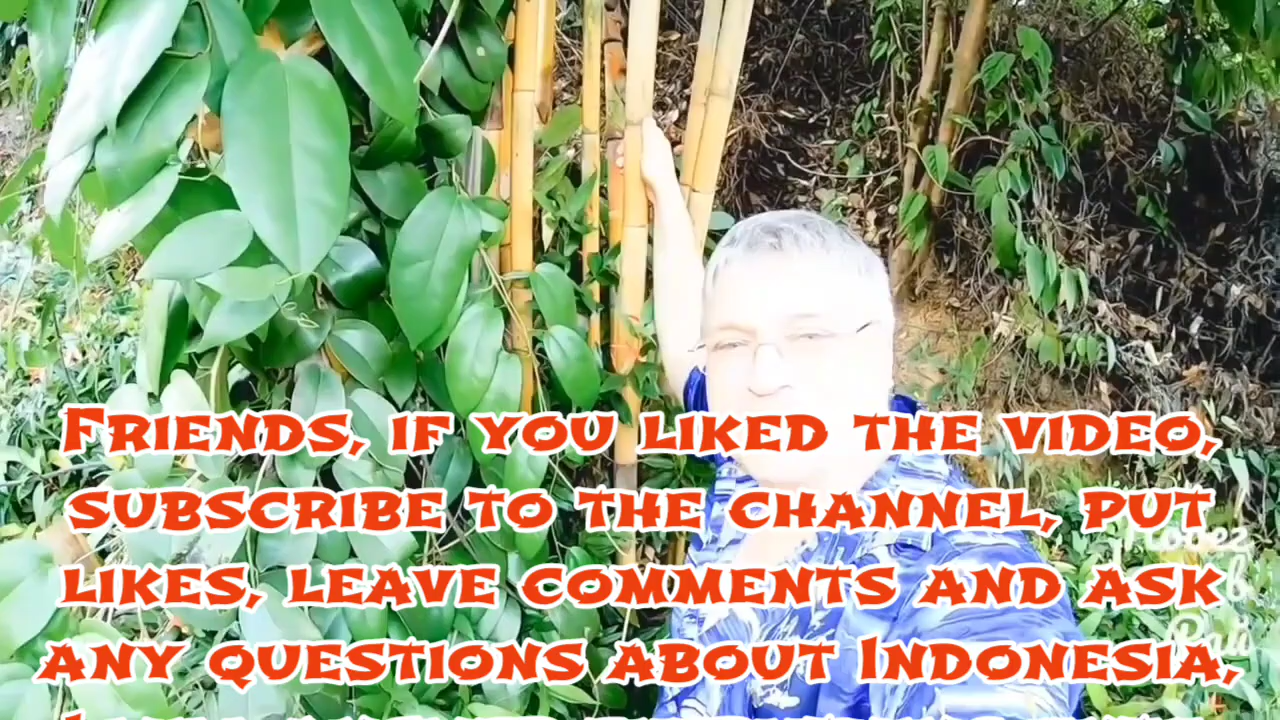 Friends, if you liked the video,
subscribe to the channel, put
likes, leave comments and ask
any questions about Indonesia,